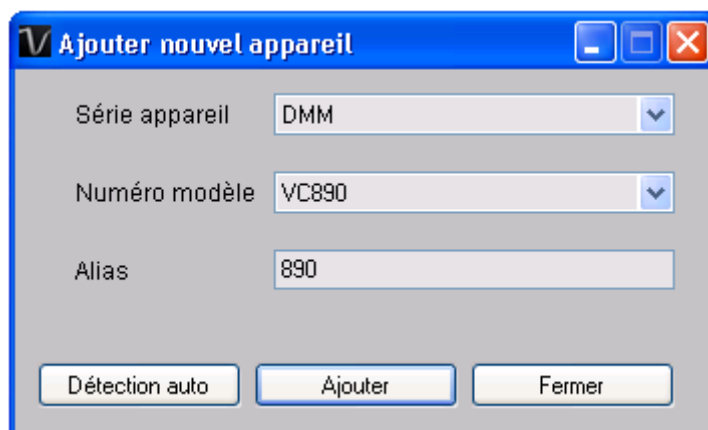 Ajouter nouvel appareil
Série appareil DMM
Numéro modèle VC890
Alias 890
Détection auto Ajouter Fermer